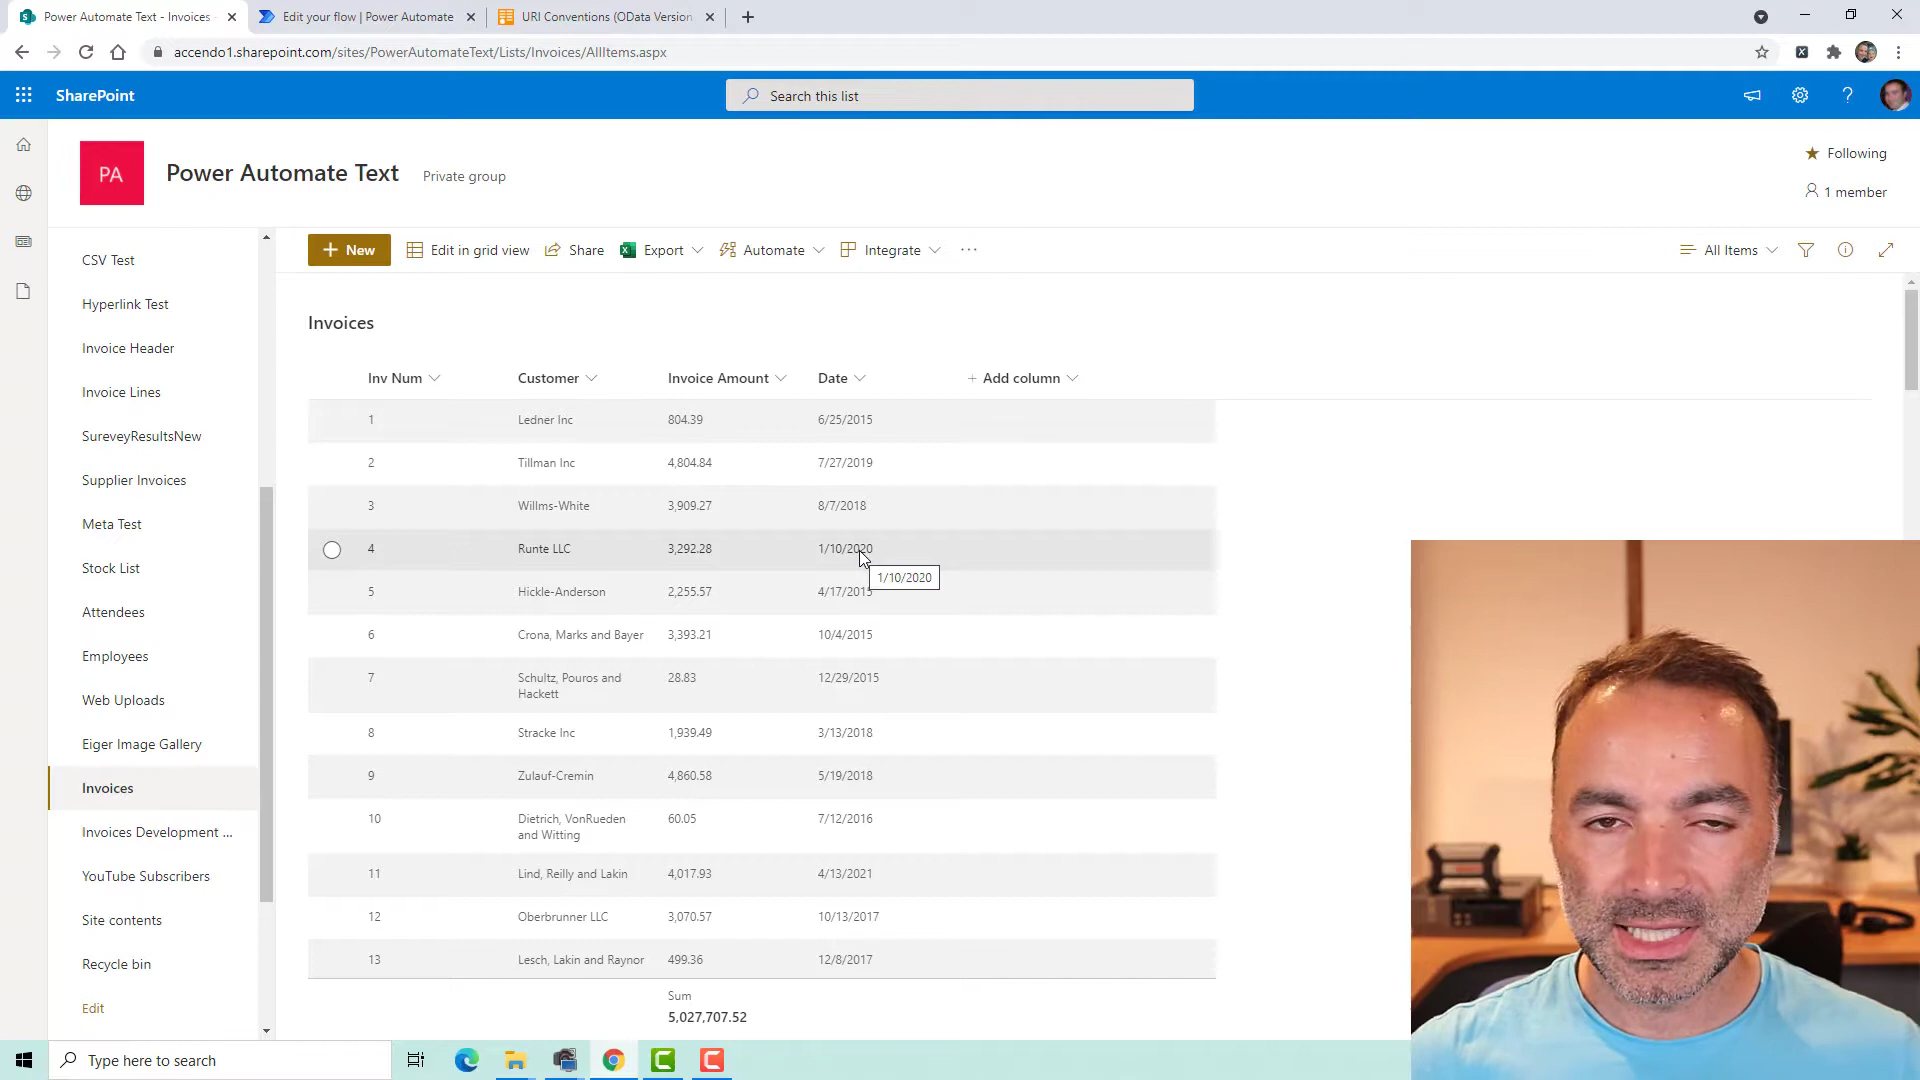 Power Automate Text - Invoices
Edit your flow | Power Automate
URI Conventions (OData Version
accendo1.sharepoint.com/sites/PowerAutomateText/Lists/Invoices/AllItems.aspx
SharePoint
Search this list
PA
Power Automate Text
Private group
Following
1 member
CSV Test
Hyperlink Test
Invoice Header
Invoice Lines
SureveyResultsNew
Supplier Invoices
Meta Test
Stock List
Attendees
Employees
Web Uploads
Eiger Image Gallery
Invoices
Invoices Development ...
YouTube Subscribers
Site contents
Recycle bin
Edit
+ New
Edit in grid view
Share
Export
Automate
Integrate
...
All Items
Invoices
Inv Num Customer Invoice Amount Date + Add column
1 Ledner Inc 804.39 6/25/2015
2 Tillman Inc 4,804.84 7/27/2019
3 Willms-White 3,909.27 8/7/2018
4 Runte LLC 3,292.28 1/10/2020
1/10/2020
5 Hickle-Anderson 2,255.57 4/17/2015
6 Crona, Marks and Bayer 3,393.21 10/4/2015
7 Schultz, Pouros and 28.83 12/29/2015
Hackett
8 Stracke Inc 1,939.49 3/13/2018
9 Zulauf-Cremin 4,860.58 5/19/2018
10 Dietrich, VonRueden 60.05 7/12/2016
and Witting
11 Lind, Reilly and Lakin 4,017.93 4/13/2021
12 Oberbrunner LLC 3,070.57 10/13/2017
13 Lesch, Lakin and Raynor 499.36 12/8/2017
Sum
5,027,707.52
Type here to search